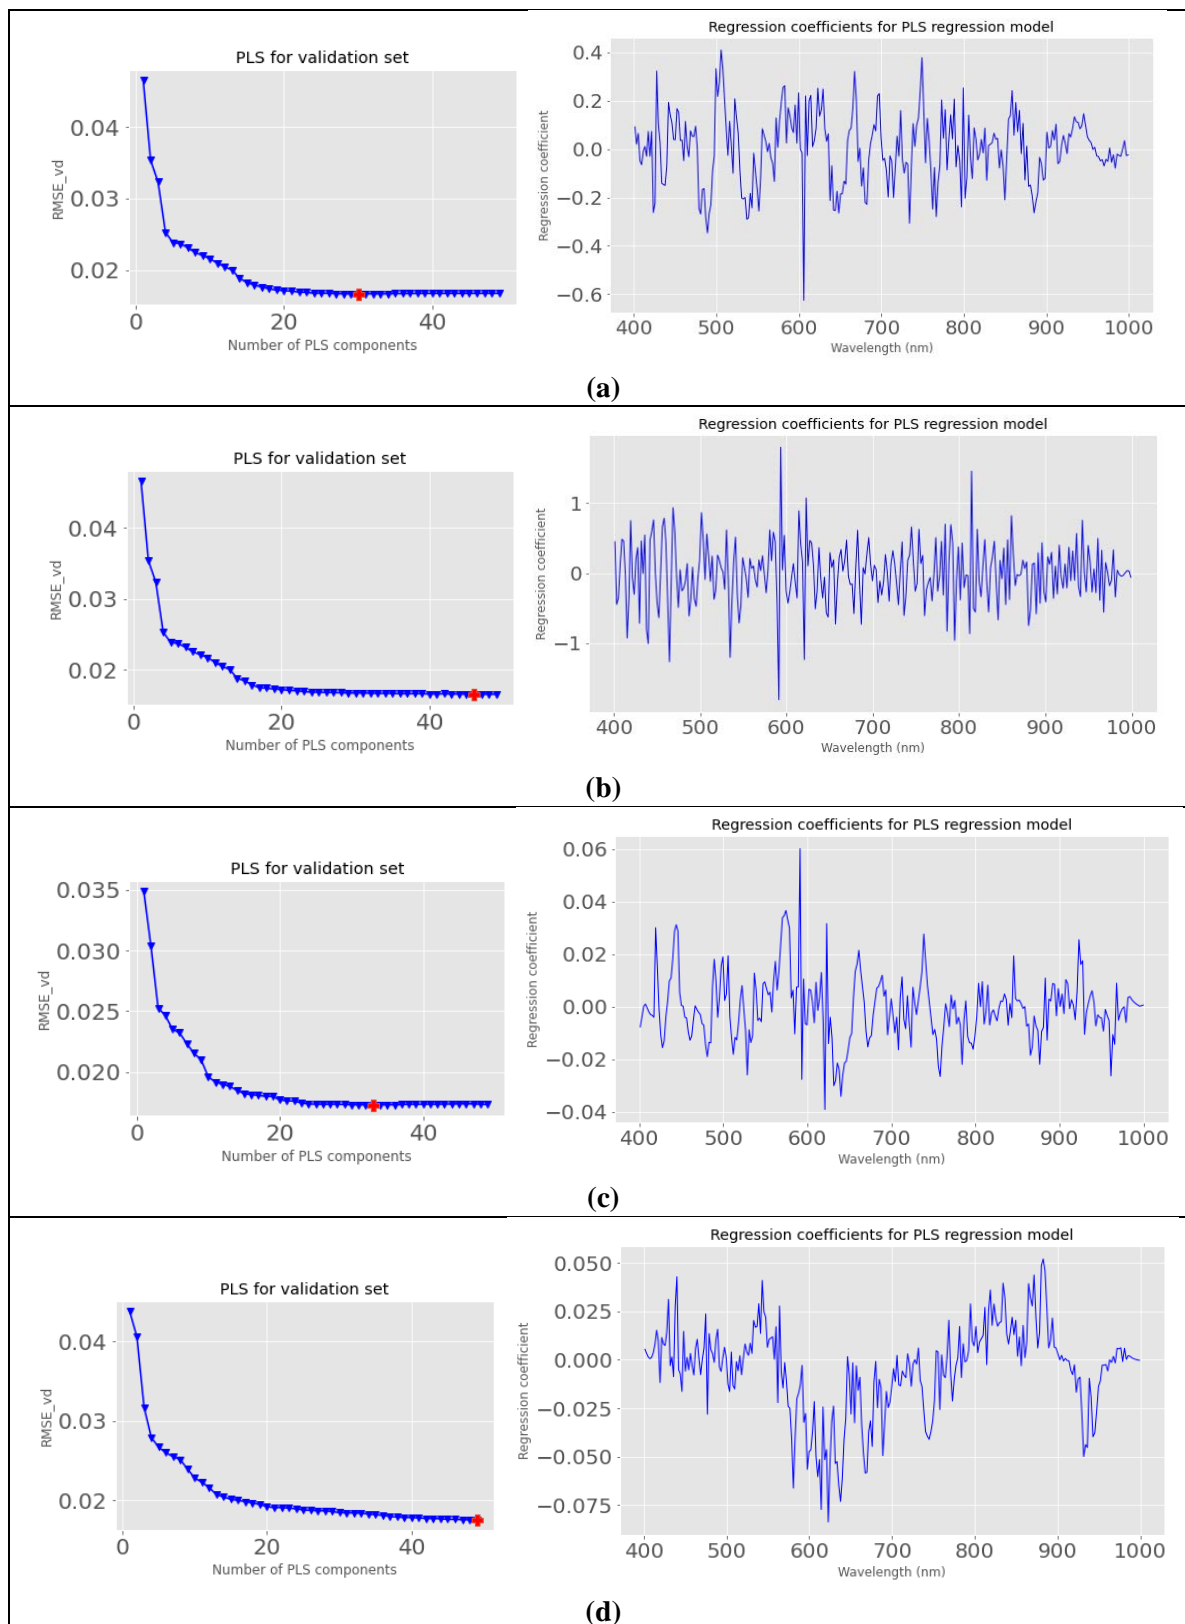 PLS for validation set
RMSE_vd
0.04
0.03
0.02
0
20
40
Number of PLS components
Regression coefficients for PLS regression model
Regression coefficient
0.4
0.2
0.0
−0.2
−0.4
−0.6
400
500
600
700
800
900
1000
Wavelength (nm)
(a)
PLS for validation set
RMSE_vd
0.04
0.03
0.02
0
20
40
Number of PLS components
Regression coefficients for PLS regression model
Regression coefficient
1
0
−1
400
500
600
700
800
900
1000
Wavelength (nm)
(b)
PLS for validation set
RMSE_vd
0.035
0.030
0.025
0.020
0
20
40
Number of PLS components
Regression coefficients for PLS regression model
Regression coefficient
0.06
0.04
0.02
0.00
−0.02
−0.04
400
500
600
700
800
900
1000
Wavelength (nm)
(c)
PLS for validation set
RMSE_vd
0.04
0.03
0.02
0
20
40
Number of PLS components
Regression coefficients for PLS regression model
Regression coefficient
0.050
0.025
0.000
−0.025
−0.050
−0.075
400
500
600
700
800
900
1000
Wavelength (nm)
(d)